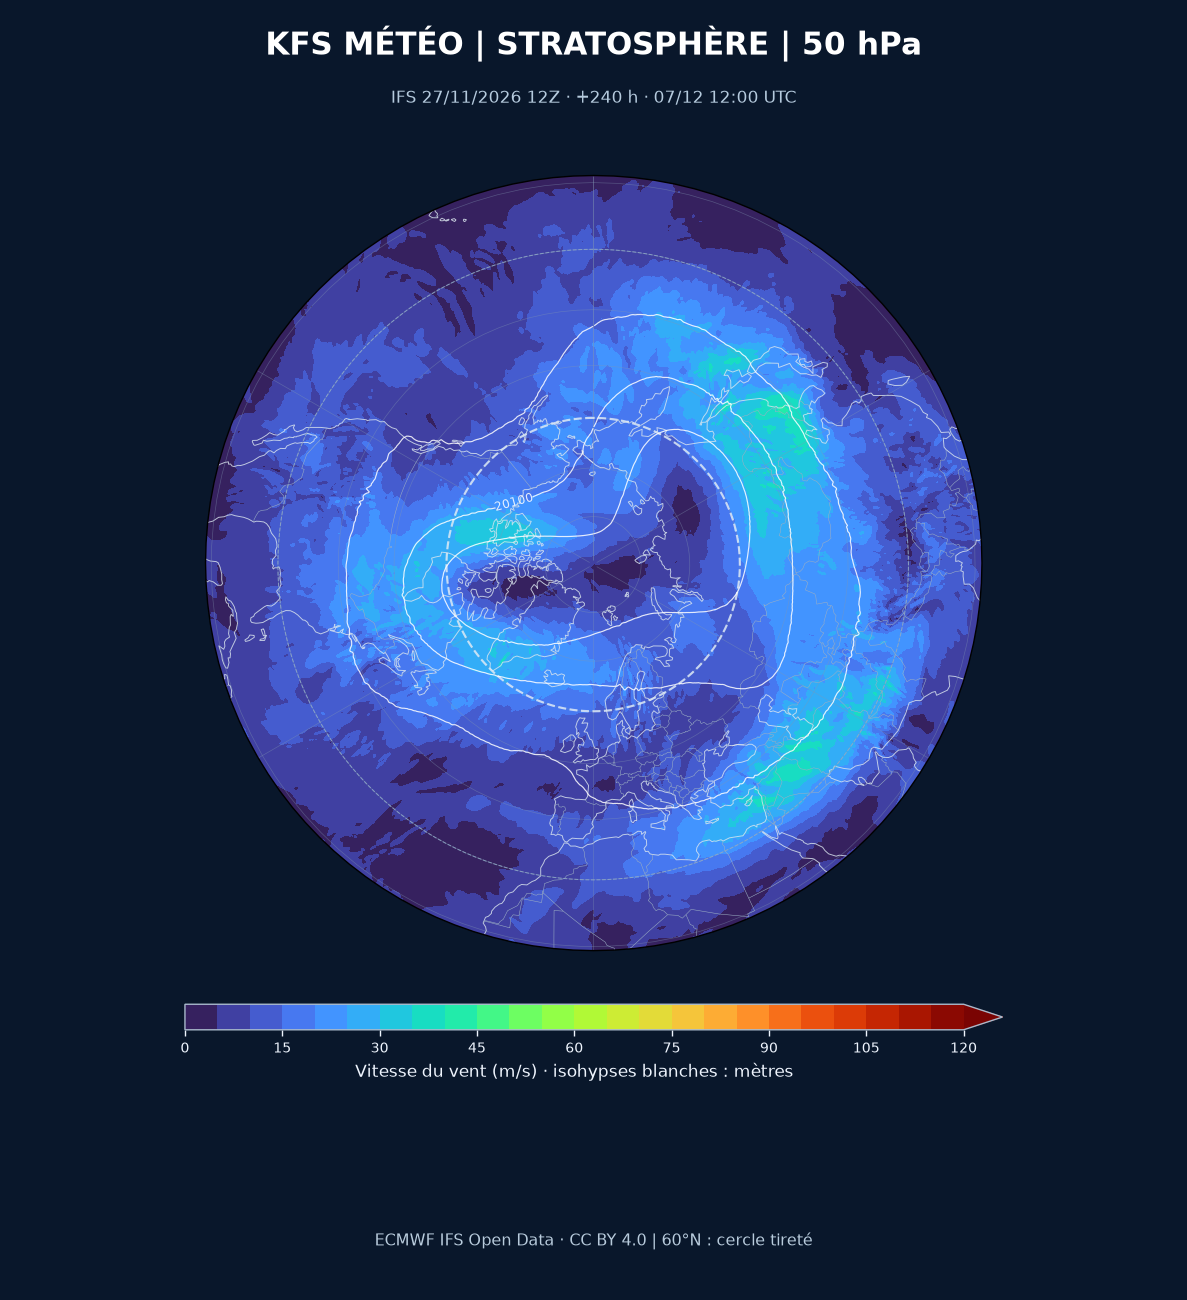 KFS MÉTÉO | STRATOSPHÈRE | 50 hPa
IFS 27/11/2026 12Z · +240 h · 07/12 12:00 UTC
20100
0 15 30 45 60 75 90 105 120
Vitesse du vent (m/s) · isohypses blanches : mètres
ECMWF IFS Open Data · CC BY 4.0 | 60°N : cercle tireté